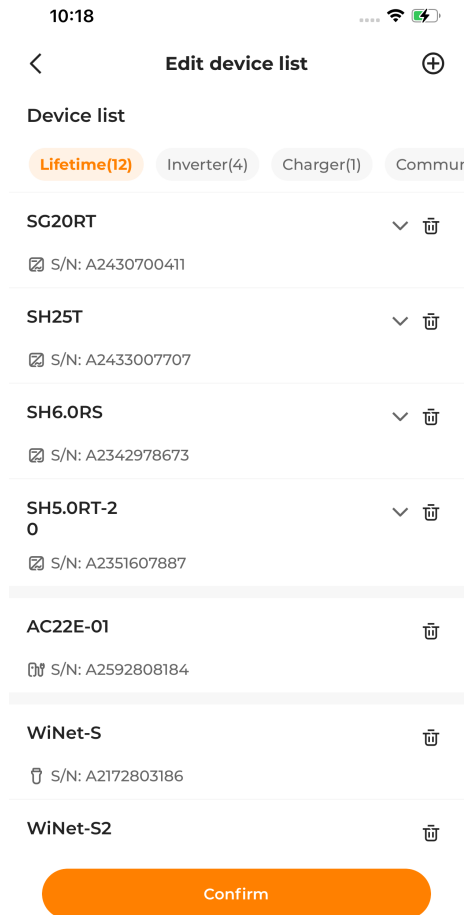 10:18
Edit device list
Device list
Lifetime(12) Inverter(4) Charger(1) Commur
SG20RT
S/N: A2430700411
SH25T
S/N: A2433007707
SH6.0RS
S/N: A2342978673
SH5.0RT-2
0
S/N: A2351607887
AC22E-01
S/N: A2592808184
WiNet-S
S/N: A2172803186
WiNet-S2
Confirm